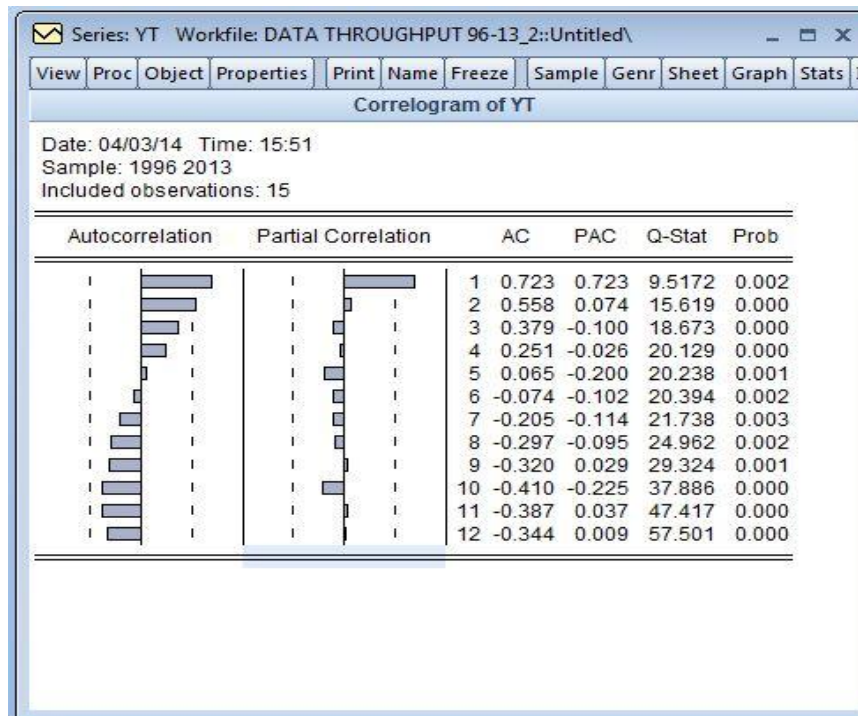 Series: YT Workfile: DATA THROUGHPUT 96-13_2::Untitled\
View Proc Object Properties Print Name Freeze Sample Genr Sheet Graph Stats
Correlogram of YT
Date: 04/03/14 Time: 15:51
Sample: 1996 2013
Included observations: 15
Autocorrelation Partial Correlation AC PAC Q-Stat Prob
1 0.723 0.723 9.5172 0.002
2 0.558 0.074 15.619 0.000
3 0.379 -0.100 18.673 0.000
4 0.251 -0.026 20.129 0.000
5 0.065 -0.200 20.238 0.001
6 -0.074 -0.102 20.394 0.002
7 -0.205 -0.114 21.738 0.003
8 -0.297 -0.095 24.962 0.002
9 -0.320 0.029 29.324 0.001
10 -0.410 -0.225 37.886 0.000
11 -0.387 0.037 47.417 0.000
12 -0.344 0.009 57.501 0.000